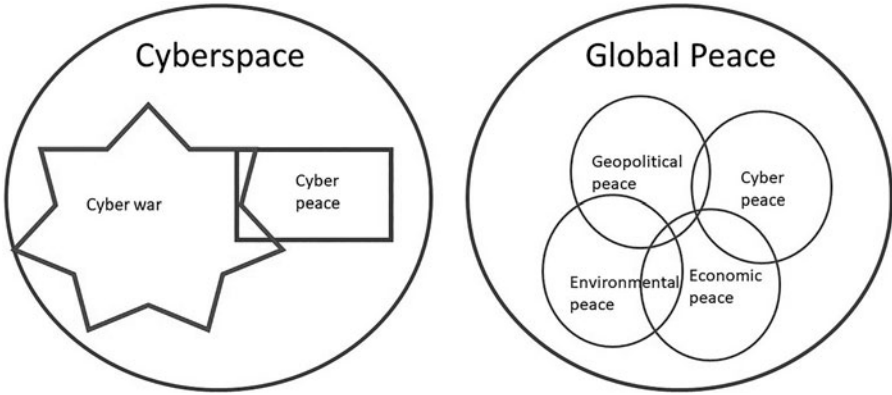 Cyberspace
Cyber war
Cyber
peace
Global Peace
Geopolitical
peace
Cyber
peace
Environmental
peace
Economic
peace